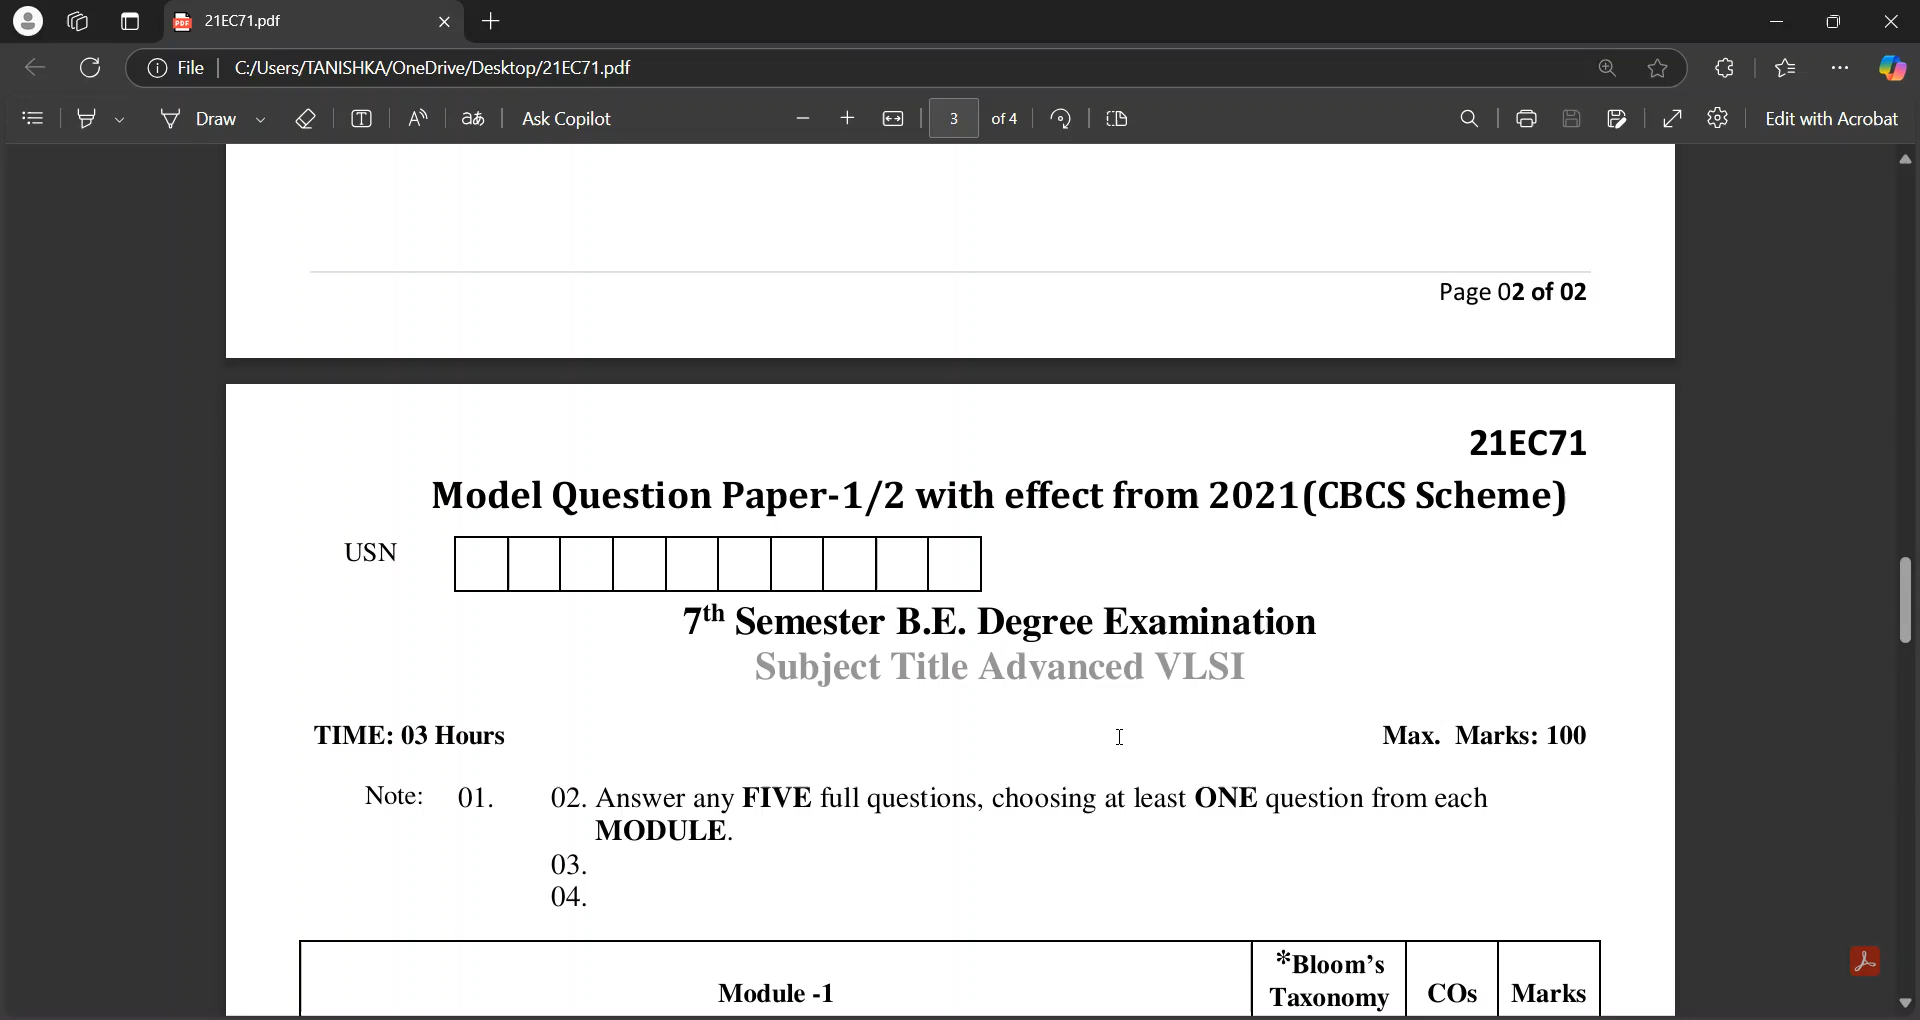 21EC71.pdf
File
C:/Users/TANISHKA/OneDrive/Desktop/21EC71.pdf
Draw
aあ
Ask Copilot
3 of 4
Edit with Acrobat
Page 02 of 02
21EC71
Model Question Paper-1/2 with effect from 2021(CBCS Scheme)
USN
7th Semester B.E. Degree Examination
Subject Title Advanced VLSI
TIME: 03 Hours
Max. Marks: 100
Note: 01. 02. Answer any FIVE full questions, choosing at least ONE question from each
MODULE.
03.
04.
Module -1
*Bloom's
Taxonomy
COs
Marks